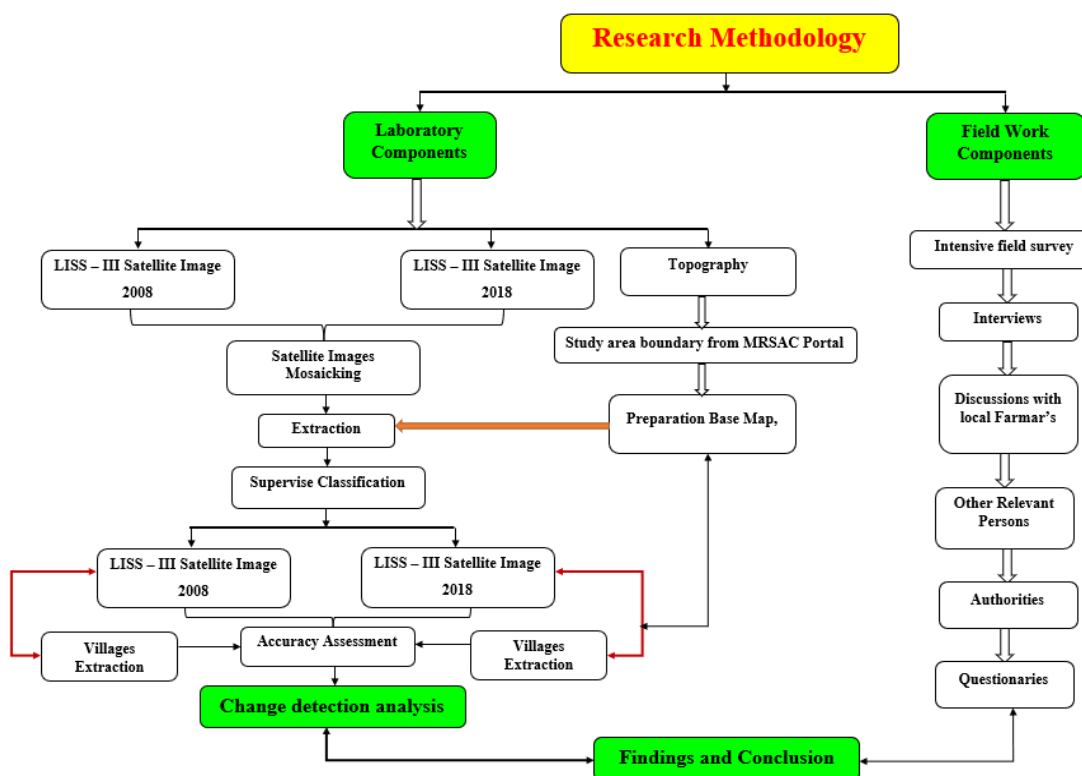 Research Methodology
Laboratory
Components
Field Work
Components
LISS – III Satellite Image
2008
LISS – III Satellite Image
2018
Topography
Intensive field survey
Satellite Images
Mosaicking
Study area boundary from MRSAC Portal
Interviews
Extraction
Preparation Base Map,
Discussions with
local Farmar's
Supervise Classification
Other Relevant
Persons
LISS – III Satellite Image
2008
LISS – III Satellite Image
2018
Authorities
Villages
Extraction
Accuracy Assessment
Villages
Extraction
Questionaries
Change detection analysis
Findings and Conclusion